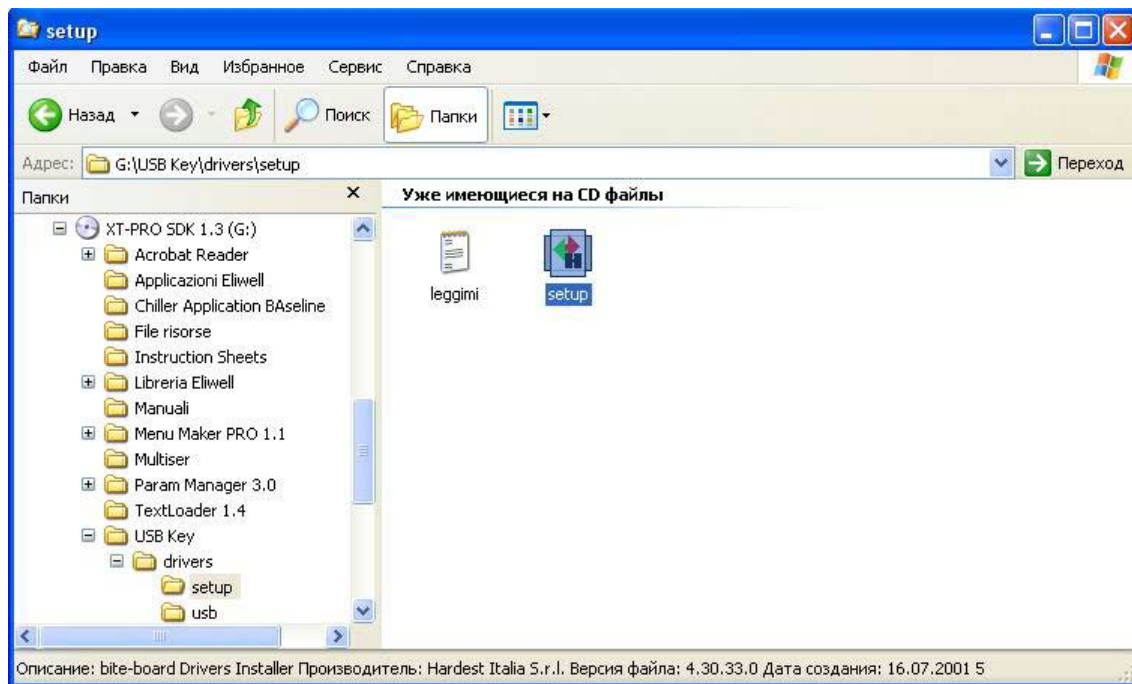 setup
Файл Правка Вид Избранное Сервис Справка
Назад Поиск Папки
Адрес: G:\USB Key\drivers\setup Переход
Папки
XT-PRO SDK 1.3 (G:)
Acrobat Reader
Applicazioni Eliwell
Chiller Application BAseline
File risorse
Instruction Sheets
Libreria Eliwell
Manuali
Menu Maker PRO 1.1
Multiser
Param Manager 3.0
TextLoader 1.4
USB Key
drivers
setup
usb
Уже имеющиеся на CD файлы
leggimi setup
Описание: bite-board Drivers Installer Производитель: Hardest Italia S.r.l. Версия файла: 4.30.33.0 Дата создания: 16.07.2001 5